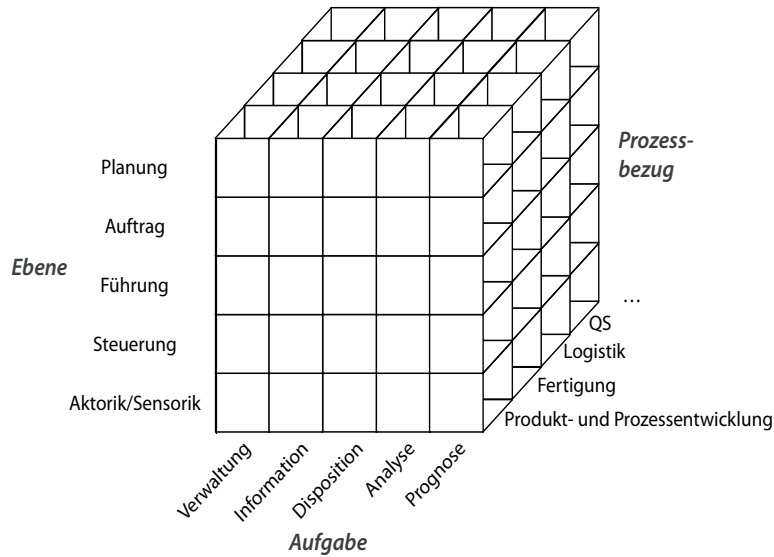 Planung
Prozess-
bezug
Auftrag
Ebene
Führung
Steuerung
Aktorik/Sensorik
...
QS
Logistik
Fertigung
Produkt- und Prozessentwicklung
Verwaltung
Information
Disposition
Analyse
Prognose
Aufgabe